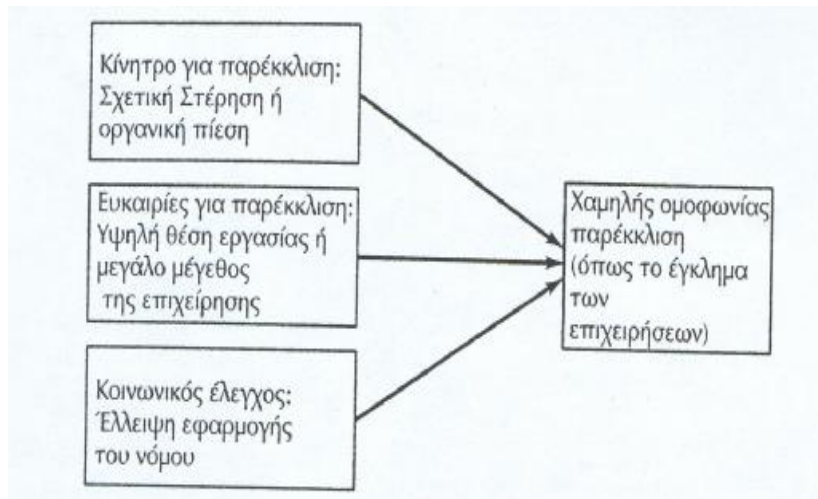 Κίνητρο για παρέκκλιση:
Σχετική Στέρηση ή
οργανική πίεση
Ευκαιρίες για παρέκκλιση:
Υψηλή θέση εργασίας ή
μεγάλο μέγεθος
της επιχείρησης
Κοινωνικός έλεγχος:
Έλλειψη εφαρμογής
του νόμου
Χαμηλής ομοφωνίας
παρέκκλιση
(όπως το έγκλημα
των
επιχειρήσεων)